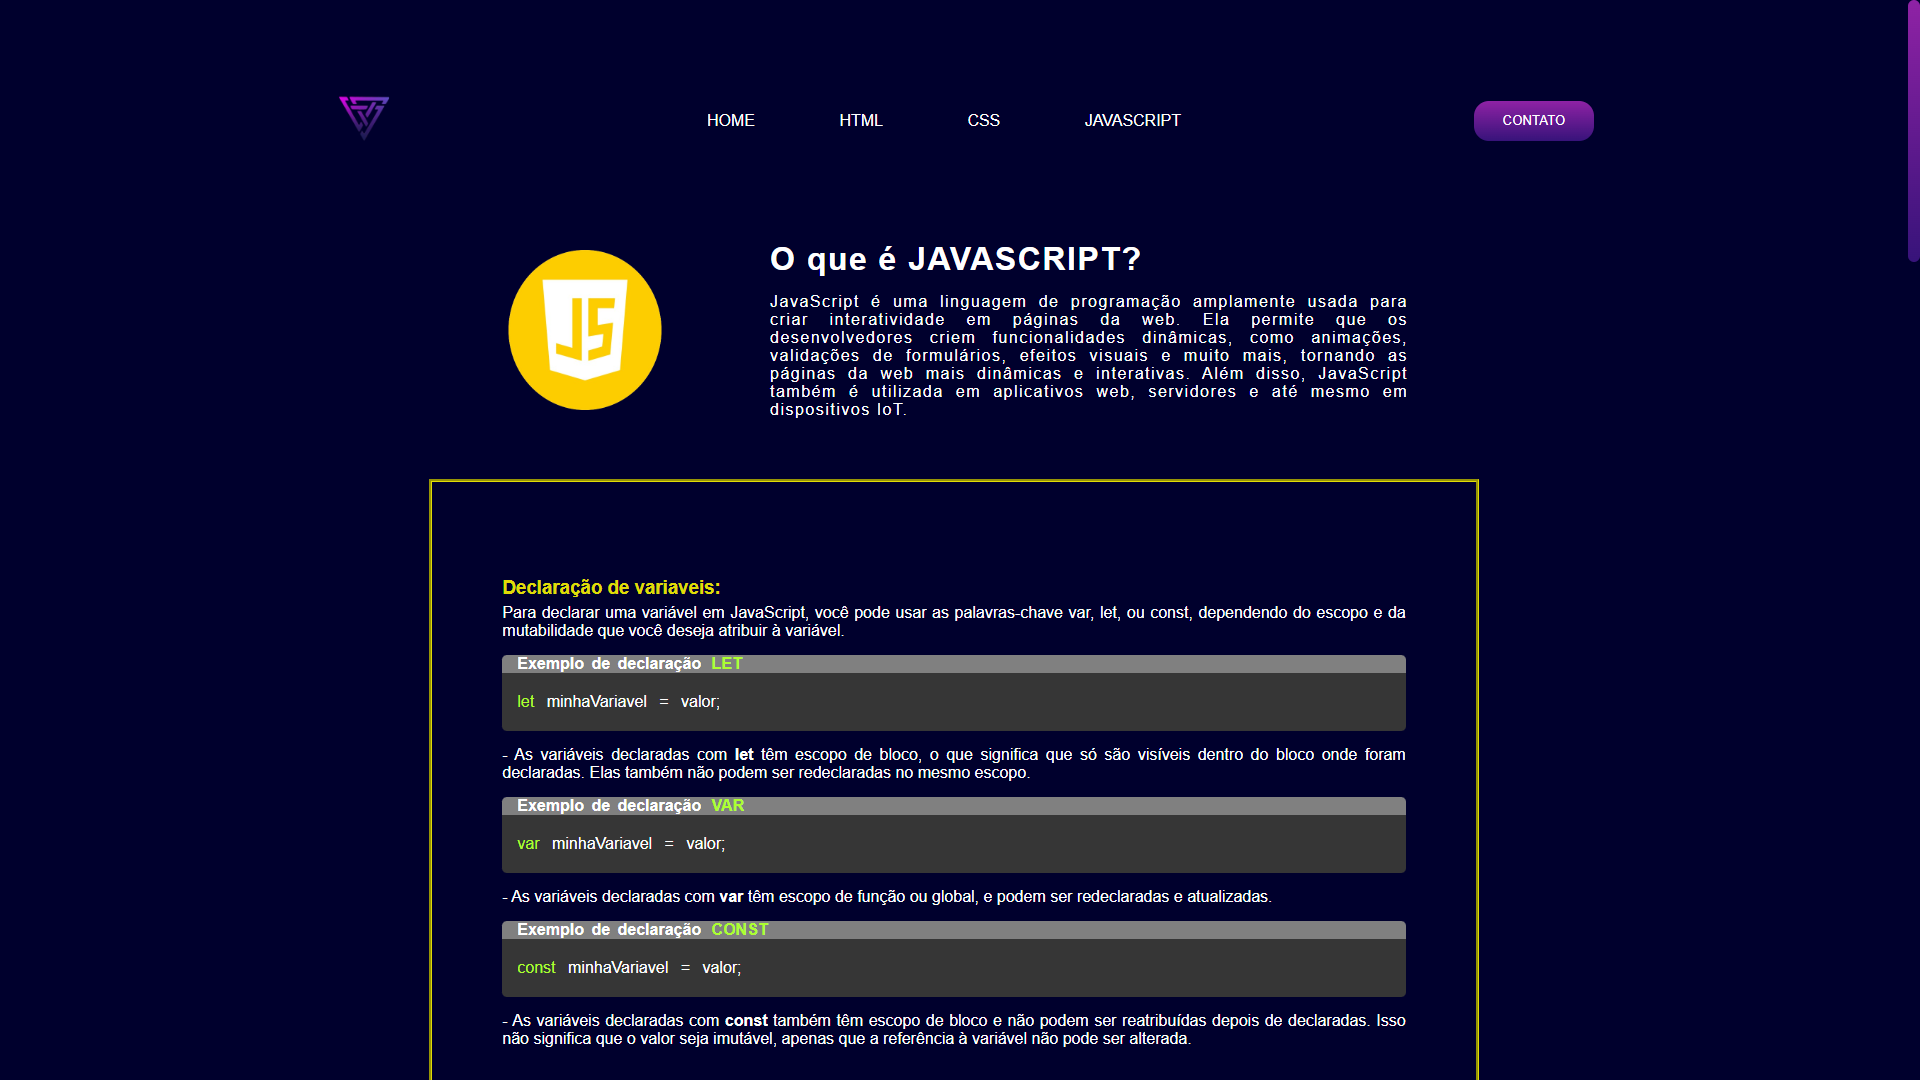 HOME HTML CSS JAVASCRIPT CONTATO
JS
O que é JAVASCRIPT?
JavaScript é uma linguagem de programação amplamente usada para
criar interatividade em páginas da web. Ela permite que os
desenvolvedores criem funcionalidades dinâmicas, como animações,
validações de formulários, efeitos visuais e muito mais, tornando as
páginas da web mais dinâmicas e interativas. Além disso, JavaScript
também é utilizada em aplicativos web, servidores e até mesmo em
dispositivos IoT.
Declaração de variaveis:
Para declarar uma variável em JavaScript, você pode usar as palavras-chave var, let, ou const, dependendo do escopo e da
mutabilidade que você deseja atribuir à variável.
Exemplo de declaração LET
let minhaVariavel = valor;
- As variáveis declaradas com let têm escopo de bloco, o que significa que só são visíveis dentro do bloco onde foram
declaradas. Elas também não podem ser redeclaradas no mesmo escopo.
Exemplo de declaração VAR
var minhaVariavel = valor;
- As variáveis declaradas com var têm escopo de função ou global, e podem ser redeclaradas e atualizadas.
Exemplo de declaração CONST
const minhaVariavel = valor;
- As variáveis declaradas com const também têm escopo de bloco e não podem ser reatribuídas depois de declaradas. Isso
não significa que o valor seja imutável, apenas que a referência à variável não pode ser alterada.